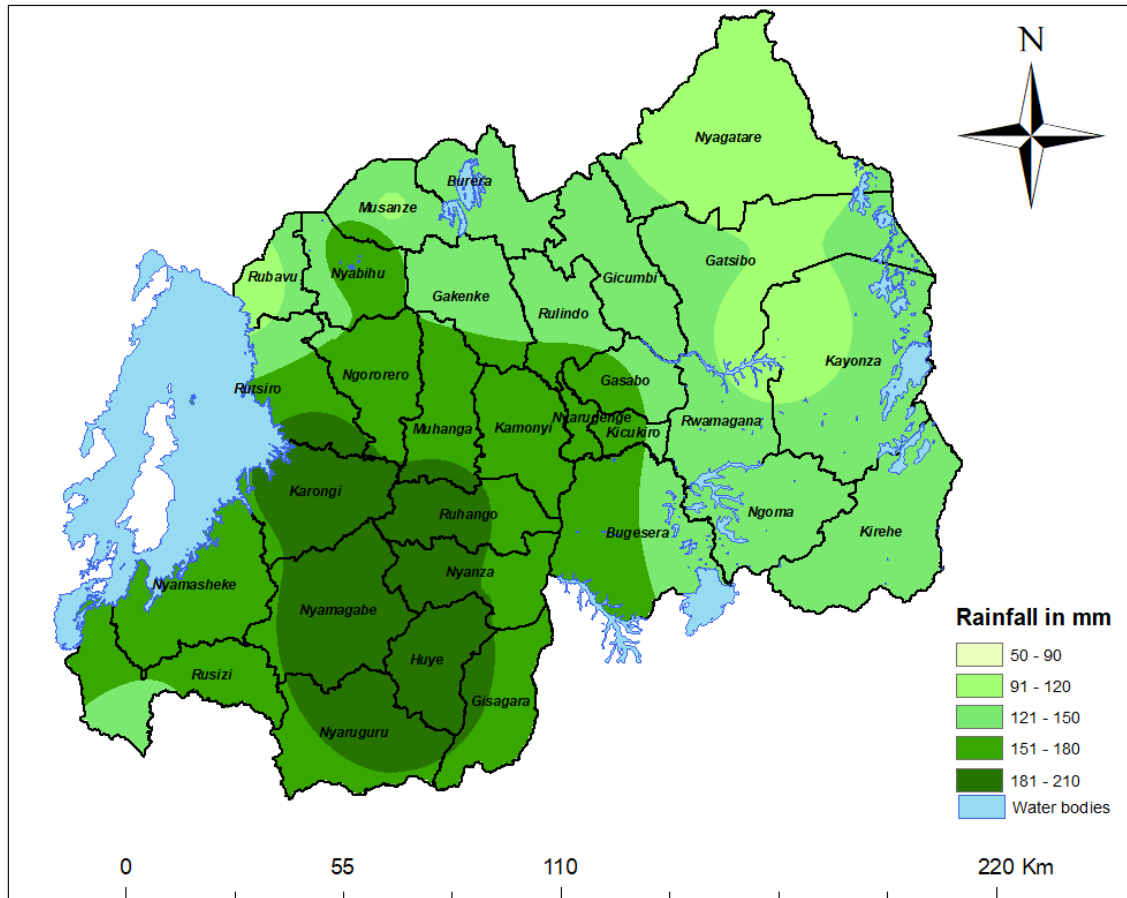 N
Nyagatare
Burera
Musanze
Gatsibo
Rubavu
Nyabihu
Gicumbi
Gakenke
Rulindo
Kayonza
Ngororero
Gasabo
Rutsiro
Nyarugenge
Rwamagana
Muhanga
Kamonyi
Kicukiro
Karongi
Ngoma
Ruhango
Bugesera
Kirehe
Nyanza
Nyamasheke
Nyamagabe
Huye
Rusizi
Gisagara
Nyaruguru
Rainfall in mm
50 - 90
91 - 120
121 - 150
151 - 180
181 - 210
Water bodies
0 55 110 220 Km